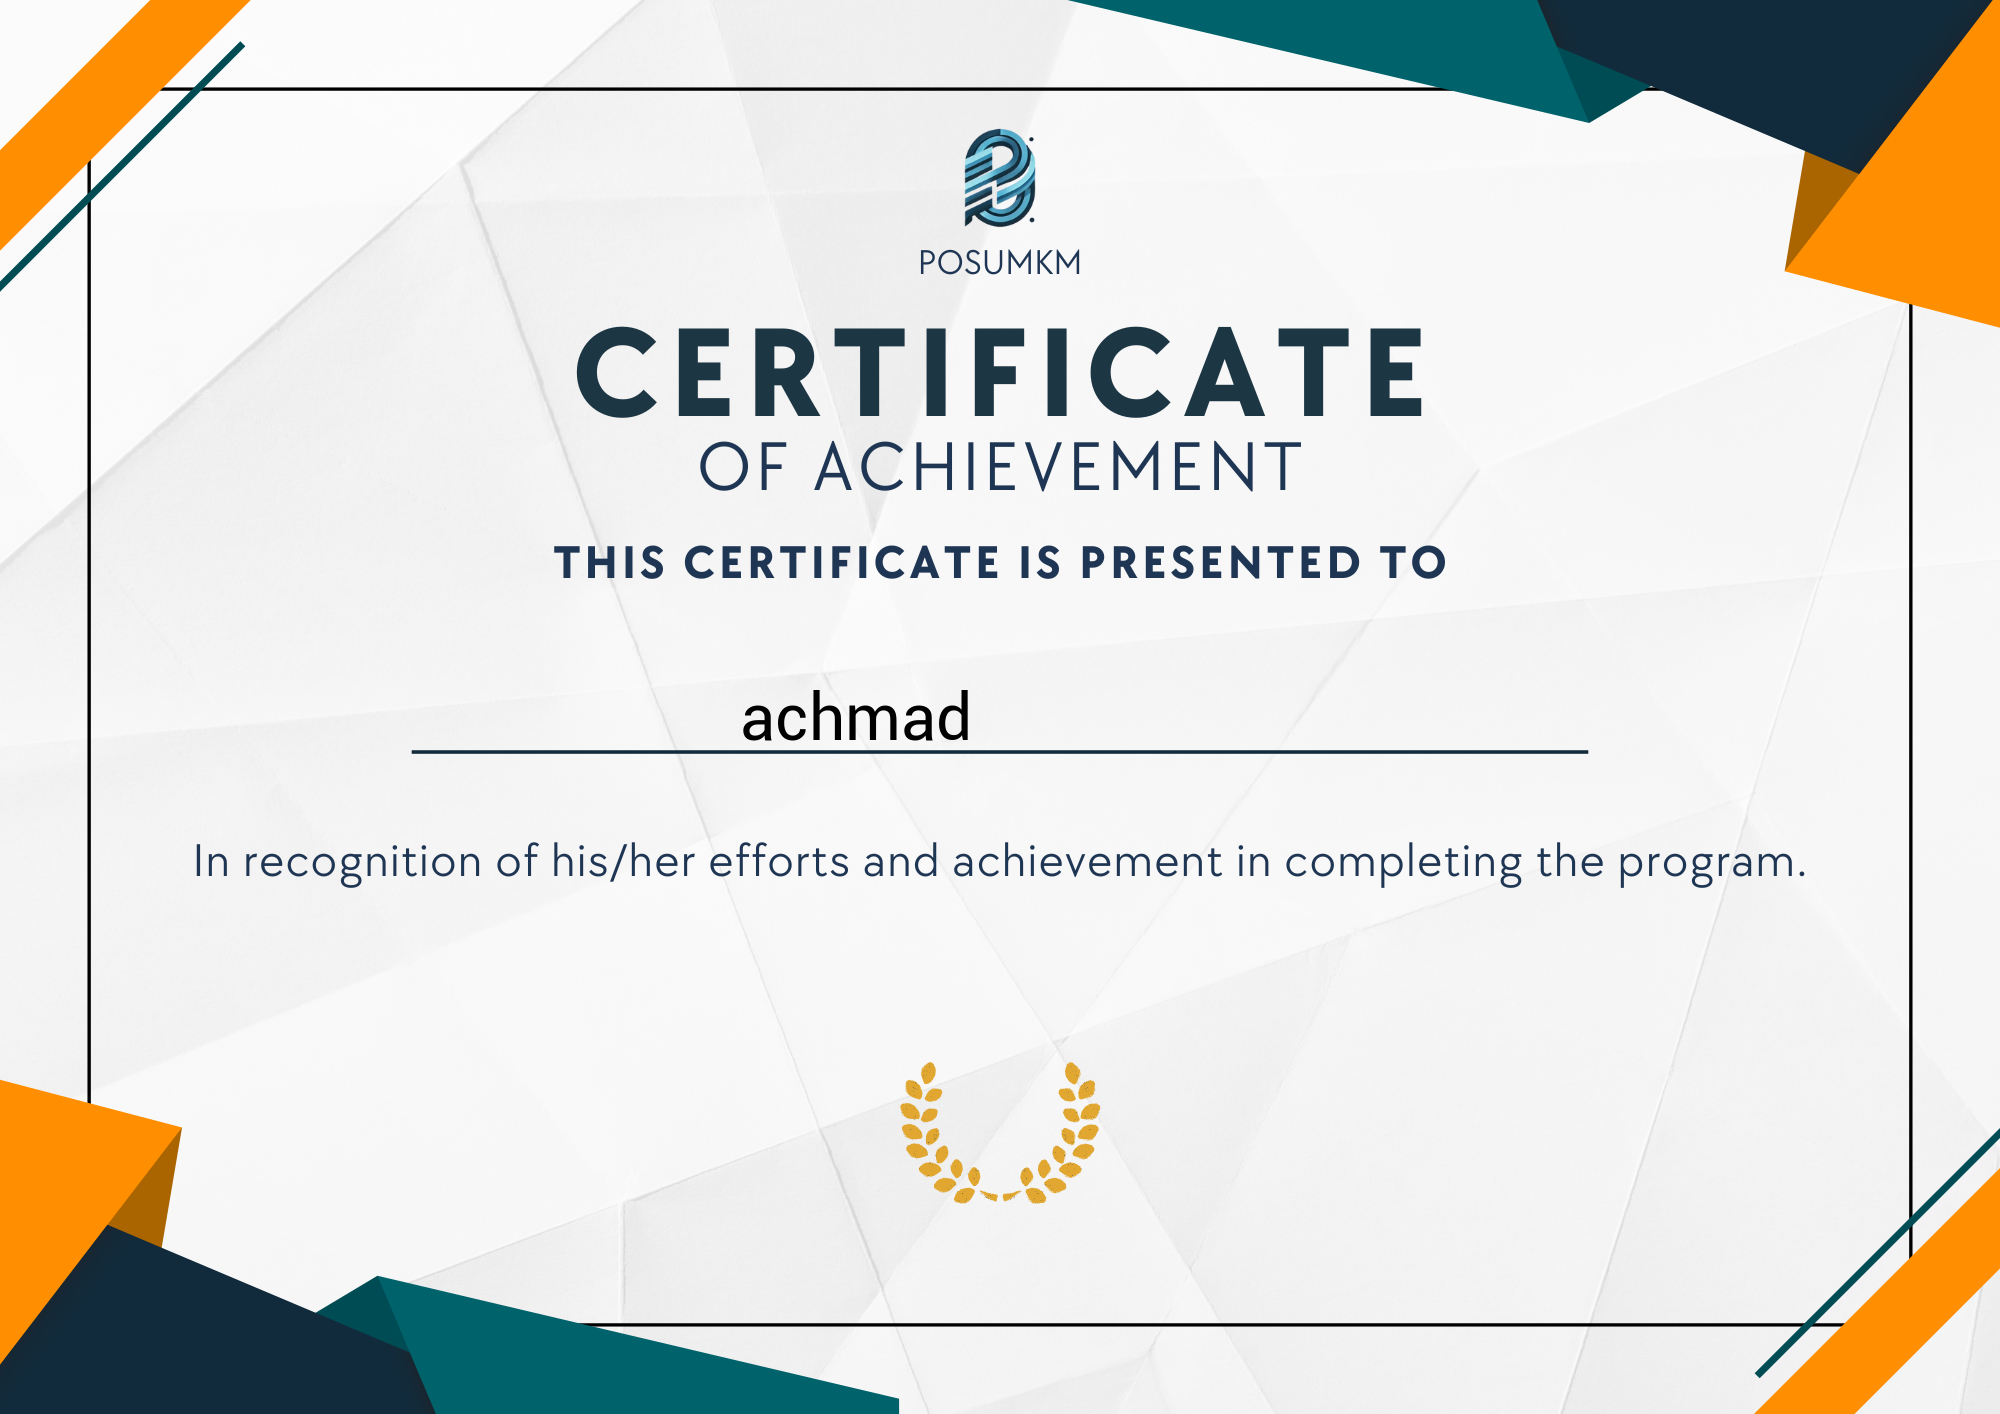 POSUMKM
CERTIFICATE
OF ACHIEVEMENT
THIS CERTIFICATE IS PRESENTED TO
achmad
In recognition of his/her efforts and achievement in completing the program.